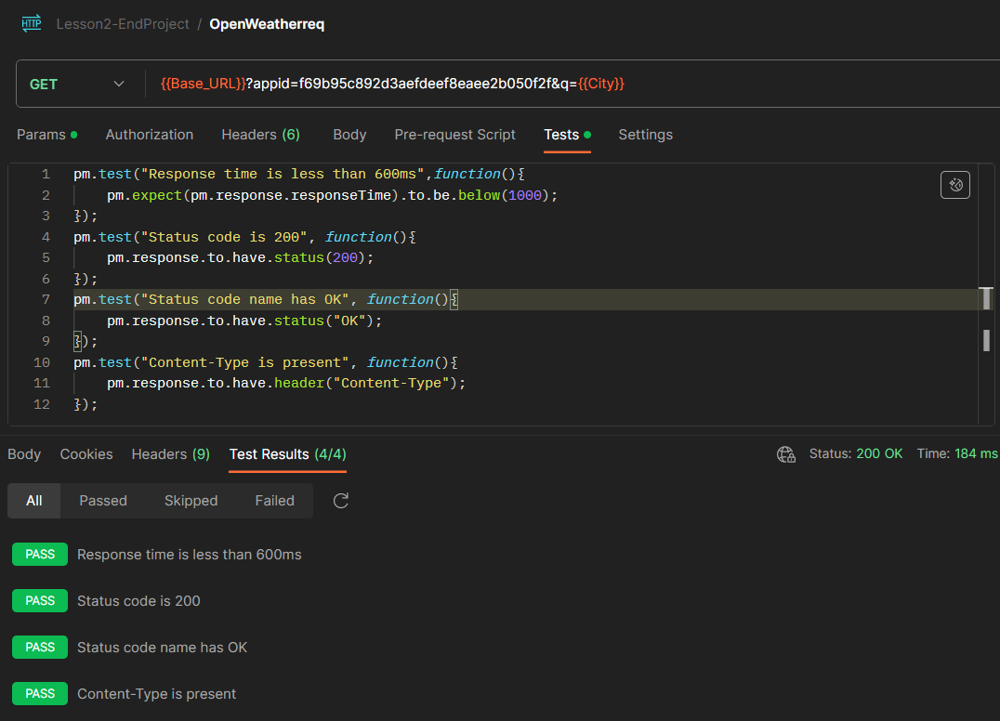 HTTP Lesson2-EndProject / OpenWeatherreq
GET {{Base_URL}}?appid=f69b95c892d3aefdeef8eaee2b050f2f&q={{City}}
Params Authorization Headers (6) Body Pre-request Script Tests Settings
1 pm.test("Response time is less than 600ms",function(){
2 pm.expect(pm.response.responseTime).to.be.below(1000);
3 });
4 pm.test("Status code is 200", function(){
5 pm.response.to.have.status(200);
6 });
7 pm.test("Status code name has OK", function(){
8 pm.response.to.have.status("OK");
9 });
10 pm.test("Content-Type is present", function(){
11 pm.response.to.have.header("Content-Type");
12 });
Body Cookies Headers (9) Test Results (4/4) Status: 200 OK Time: 184 ms
All Passed Skipped Failed
PASS Response time is less than 600ms
PASS Status code is 200
PASS Status code name has OK
PASS Content-Type is present